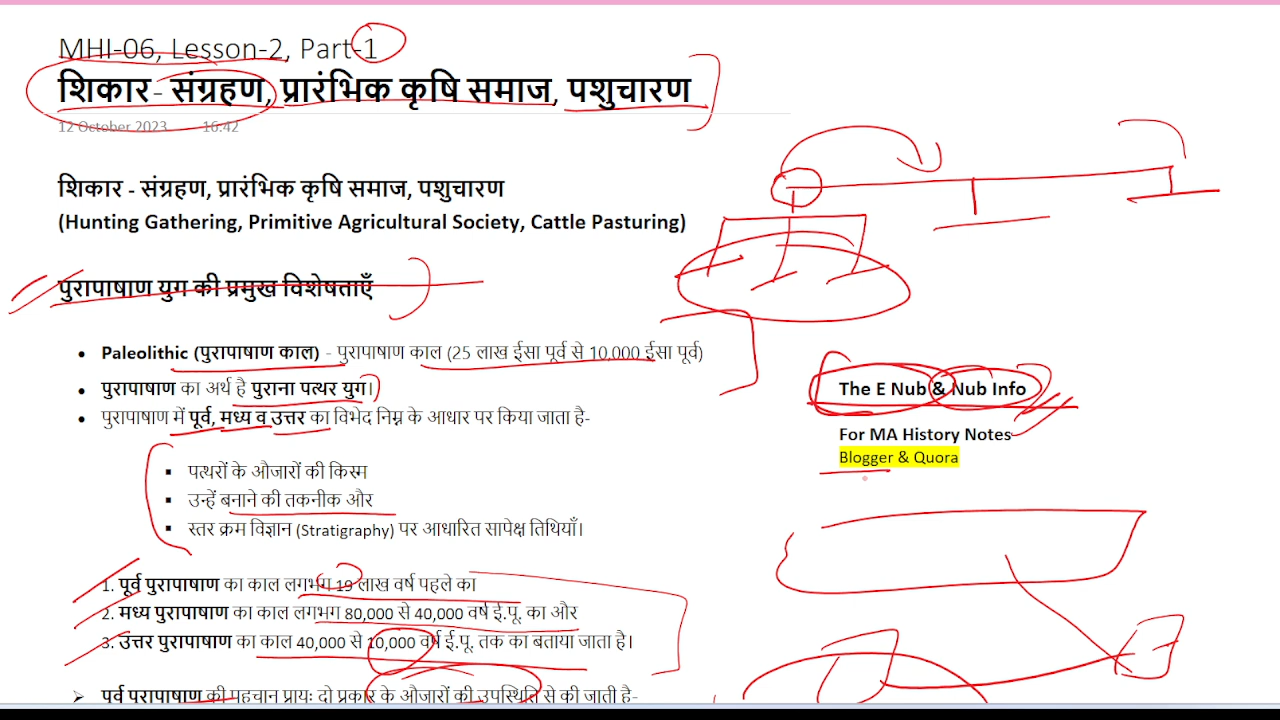 MHI-06, Lesson-2, Part-1
शिकार- संग्रहण, प्रारंभिक कृषि समाज, पशुचारण
12 October 2023 16:42
शिकार - संग्रहण, प्रारंभिक कृषि समाज, पशुचारण
(Hunting Gathering, Primitive Agricultural Society, Cattle Pasturing)
पुरापाषाण युग की प्रमुख विशेषताएँ
• Paleolithic (पुरापाषाण काल) - पुरापाषाण काल (25 लाख ईसा पूर्व से 10,000 ईसा पूर्व)
• पुरापाषाण का अर्थ है पुराना पत्थर युग।
• पुरापाषाण में पूर्व, मध्य व उत्तर का विभेद निम्न के आधार पर किया जाता है-
▪ पत्थरों के औजारों की किस्म
▪ उन्हें बनाने की तकनीक और
▪ स्तर क्रम विज्ञान (Stratigraphy) पर आधारित सापेक्ष तिथियाँ।
1. पूर्व पुरापाषाण का काल लगभग 19 लाख वर्ष पहले का
2. मध्य पुरापाषाण का काल लगभग 80,000 से 40,000 वर्ष ई.पू. का और
3. उत्तर पुरापाषाण का काल 40,000 से 10,000 वर्ष ई.पू. तक का बताया जाता है।
➢ पूर्व पुरापाषाण की पहचान प्रायः दो प्रकार के औजारों की उपस्थिति से की जाती है-
The E Nub & Nub Info
For MA History Notes
Blogger & Quora